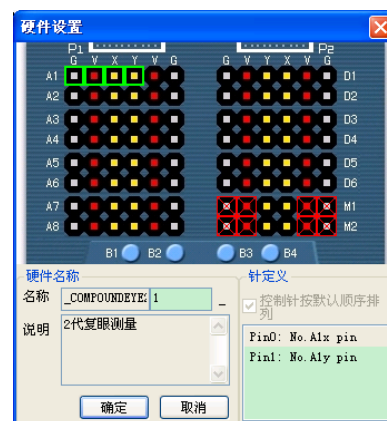 硬件设置
P1 P2
G V X Y V G G V X Y V G
A1 D1
A2 D2
A3 D3
A4 D4
A5 D5
A6 D6
A7 M1
A8 M2
B1 B2 B3 B4
硬件名称
名称 _COMPOUNDEYE: 1 _
说明 2代复眼测量
确定 取消
针定义
控制针按默认顺序排
列
Pin0: No.A1x pin
Pin1: No.A1y pin